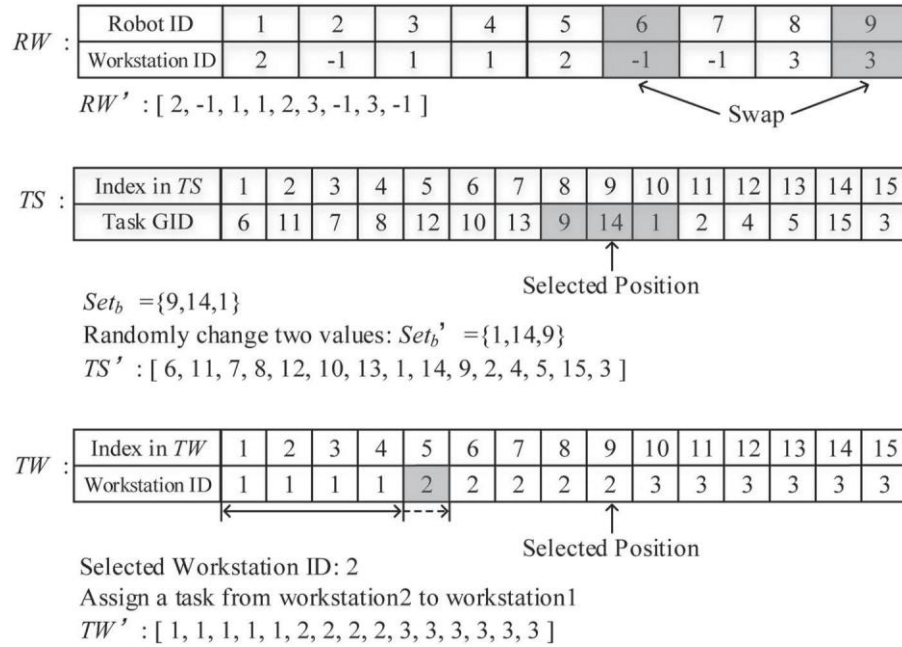 RW :
Robot ID 1 2 3 4 5 6 7 8 9
Workstation ID 2 -1 1 1 2 -1 -1 3 3
RW' : [ 2, -1, 1, 1, 2, 3, -1, 3, -1 ]
Swap
TS :
Index in TS 1 2 3 4 5 6 7 8 9 10 11 12 13 14 15
Task GID 6 11 7 8 12 10 13 9 14 1 2 4 5 15 3
Selected Position
Set_b ={9,14,1}
Randomly change two values: Set_b' ={1,14,9}
TS' : [ 6, 11, 7, 8, 12, 10, 13, 1, 14, 9, 2, 4, 5, 15, 3 ]
TW :
Index in TW 1 2 3 4 5 6 7 8 9 10 11 12 13 14 15
Workstation ID 1 1 1 1 2 2 2 2 2 3 3 3 3 3 3
Selected Position
Selected Workstation ID: 2
Assign a task from workstation2 to workstation1
TW' : [ 1, 1, 1, 1, 1, 2, 2, 2, 2, 3, 3, 3, 3, 3, 3 ]